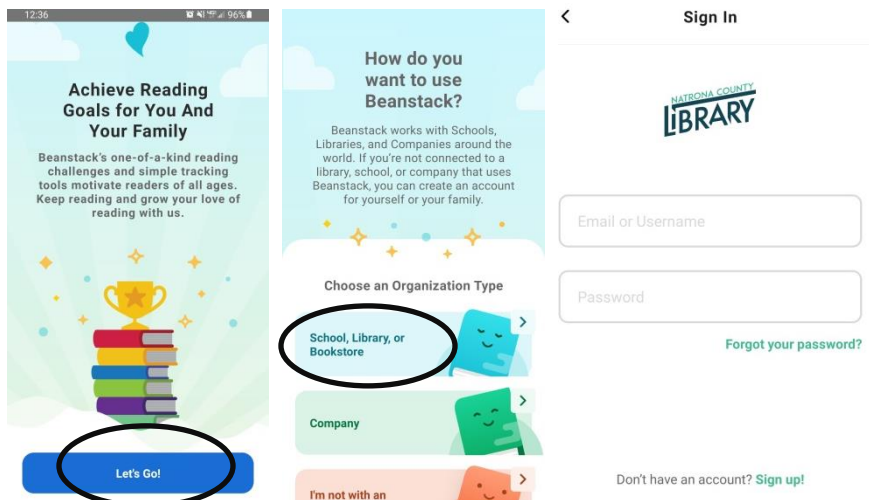 12:36
96%
Achieve Reading
Goals for You And
Your Family
Beanstack's one-of-a-kind reading
challenges and simple tracking
tools motivate readers of all ages.
Keep reading and grow your love of
reading with us.
Let's Go!
How do you
want to use
Beanstack?
Beanstack works with Schools,
Libraries, and Companies around the
world. If you're not connected to a
library, school, or company that uses
Beanstack, you can create an account
for yourself or your family.
Choose an Organization Type
School, Library, or
Bookstore
Company
I'm not with an
Sign In
NATRONA COUNTY
LiBRARY
Email or Username
Password
Forgot your password?
Don't have an account? Sign up!